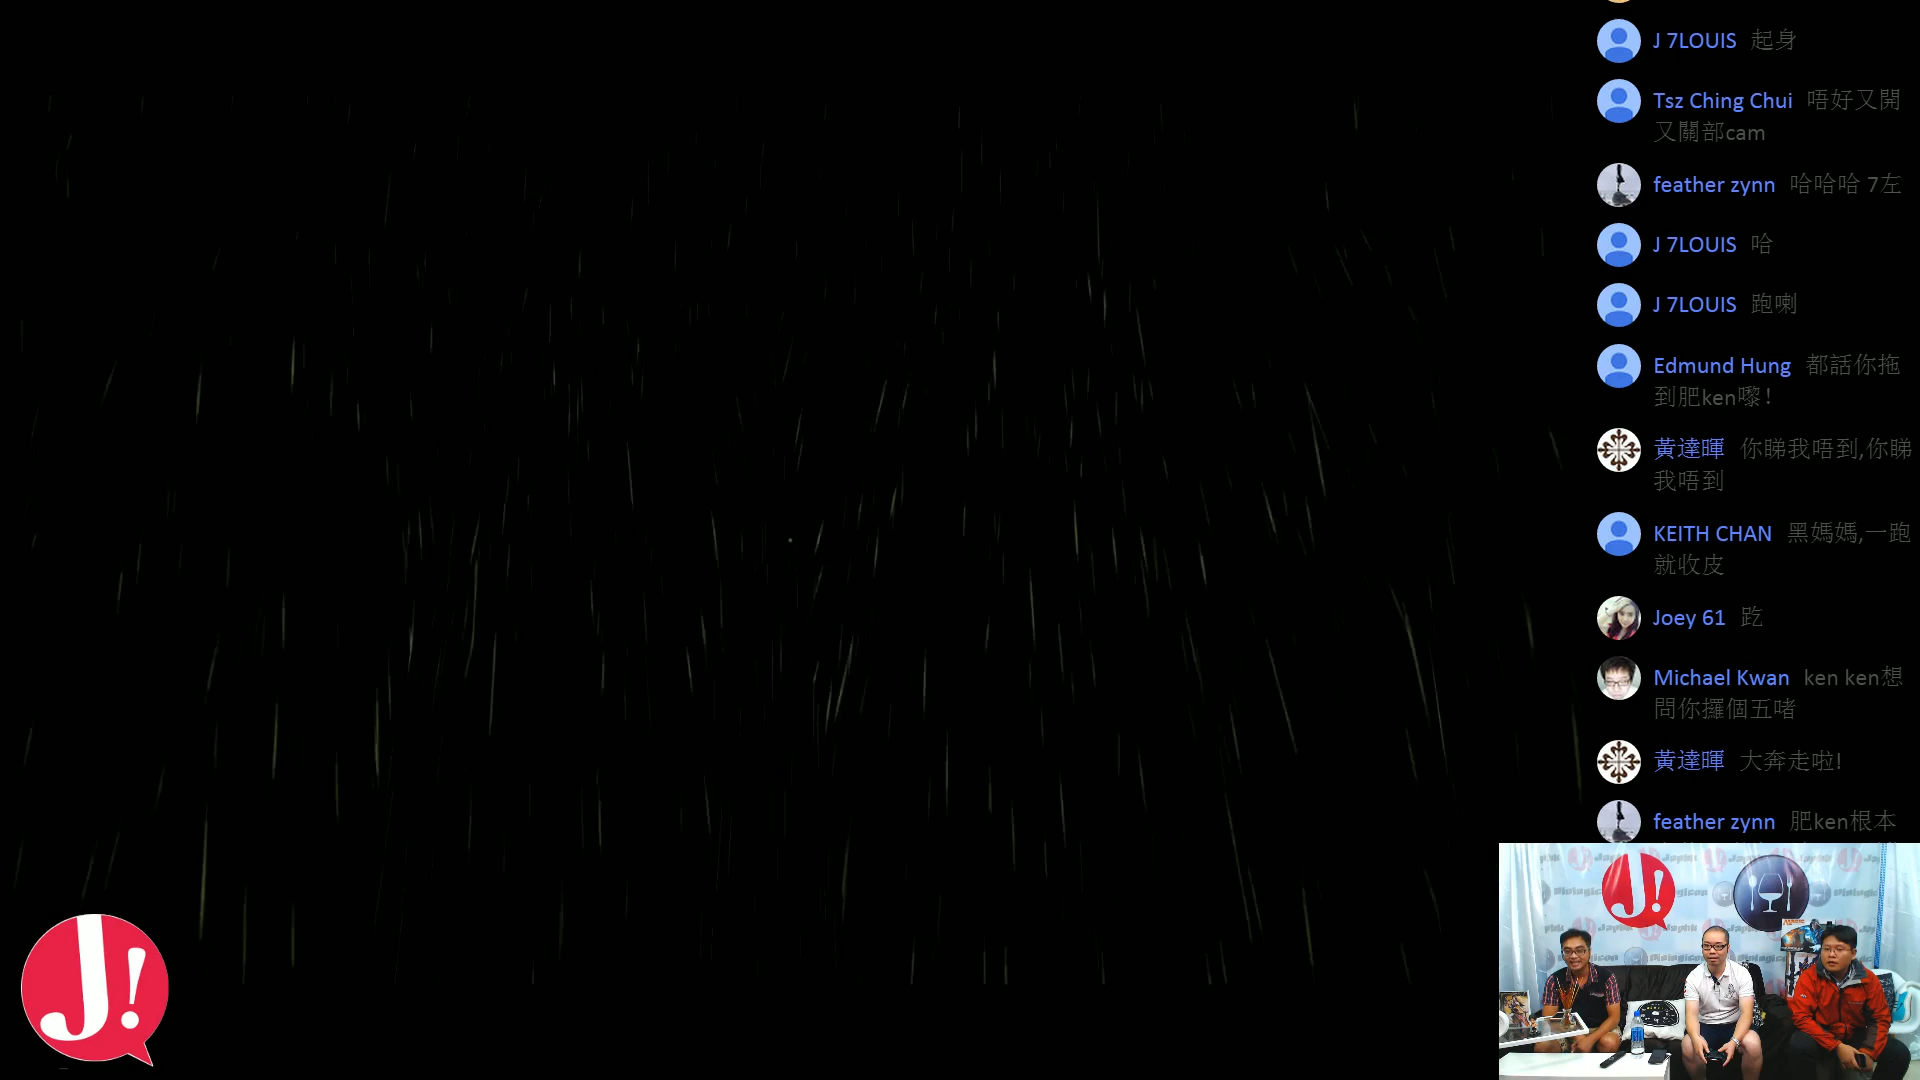 J 7LOUIS 起身
Tsz Ching Chui 唔好又開
又關部cam
feather zynn 哈哈哈 7左
J 7LOUIS 哈
J 7LOUIS 跑喇
Edmund Hung 都話你拖
到肥ken嚟!
黃達暉 你睇我唔到,你睇
我唔到
KEITH CHAN 黑媽媽,一跑
就收皮
Joey 61 趷
Michael Kwan ken ken想
問你攞個五啫
黃達暉 大奔走啦!
feather zynn 肥ken根本
J!
J!